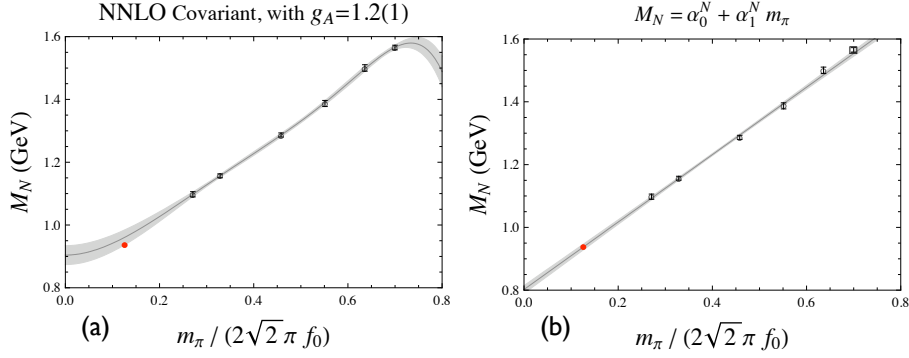 NNLO Covariant, with g_A=1.2(1)
M_N (GeV)
1.6
1.4
1.2
1.0
0.8
0.0 0.2 0.4 0.6 0.8
(a)
m_π / (2√2 π f_0)
M_N = α_0^N + α_1^N m_π
M_N (GeV)
1.6
1.4
1.2
1.0
0.8
0.0 0.2 0.4 0.6 0.8
(b)
m_π / (2√2 π f_0)